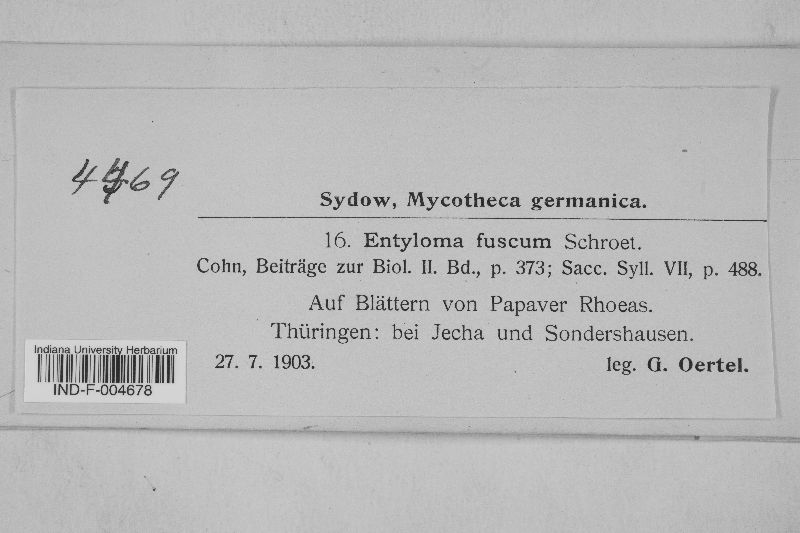 Sydow, Mycotheca germanica.
16. Entyloma fuscum Schroet.
Cohn, Beiträge zur Biol. II. Bd., p. 373; Sacc. Syll. VII, p. 488.
Auf Blättern von Papaver Rhoeas.
Thüringen: bei Jecha und Sondershausen.
27. 7. 1903. leg. G. Oertel.
Indiana University Herbarium
IND-F-004678